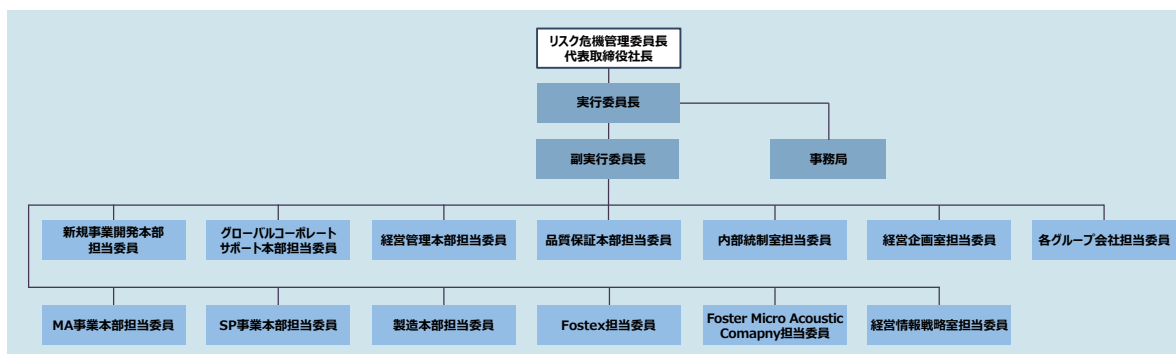 リスク危機管理委員長
代表取締役社長
実行委員長
副実行委員長
事務局
新規事業開発本部
担当委員
グローバルコーポレート
サポート本部担当委員
経営管理本部担当委員
品質保証本部担当委員
内部統制室担当委員
経営企画室担当委員
各グループ会社担当委員
MA事業本部担当委員
SP事業本部担当委員
製造本部担当委員
Fostex担当委員
Foster Micro Acoustic
Comapny担当委員
経営情報戦略室担当委員